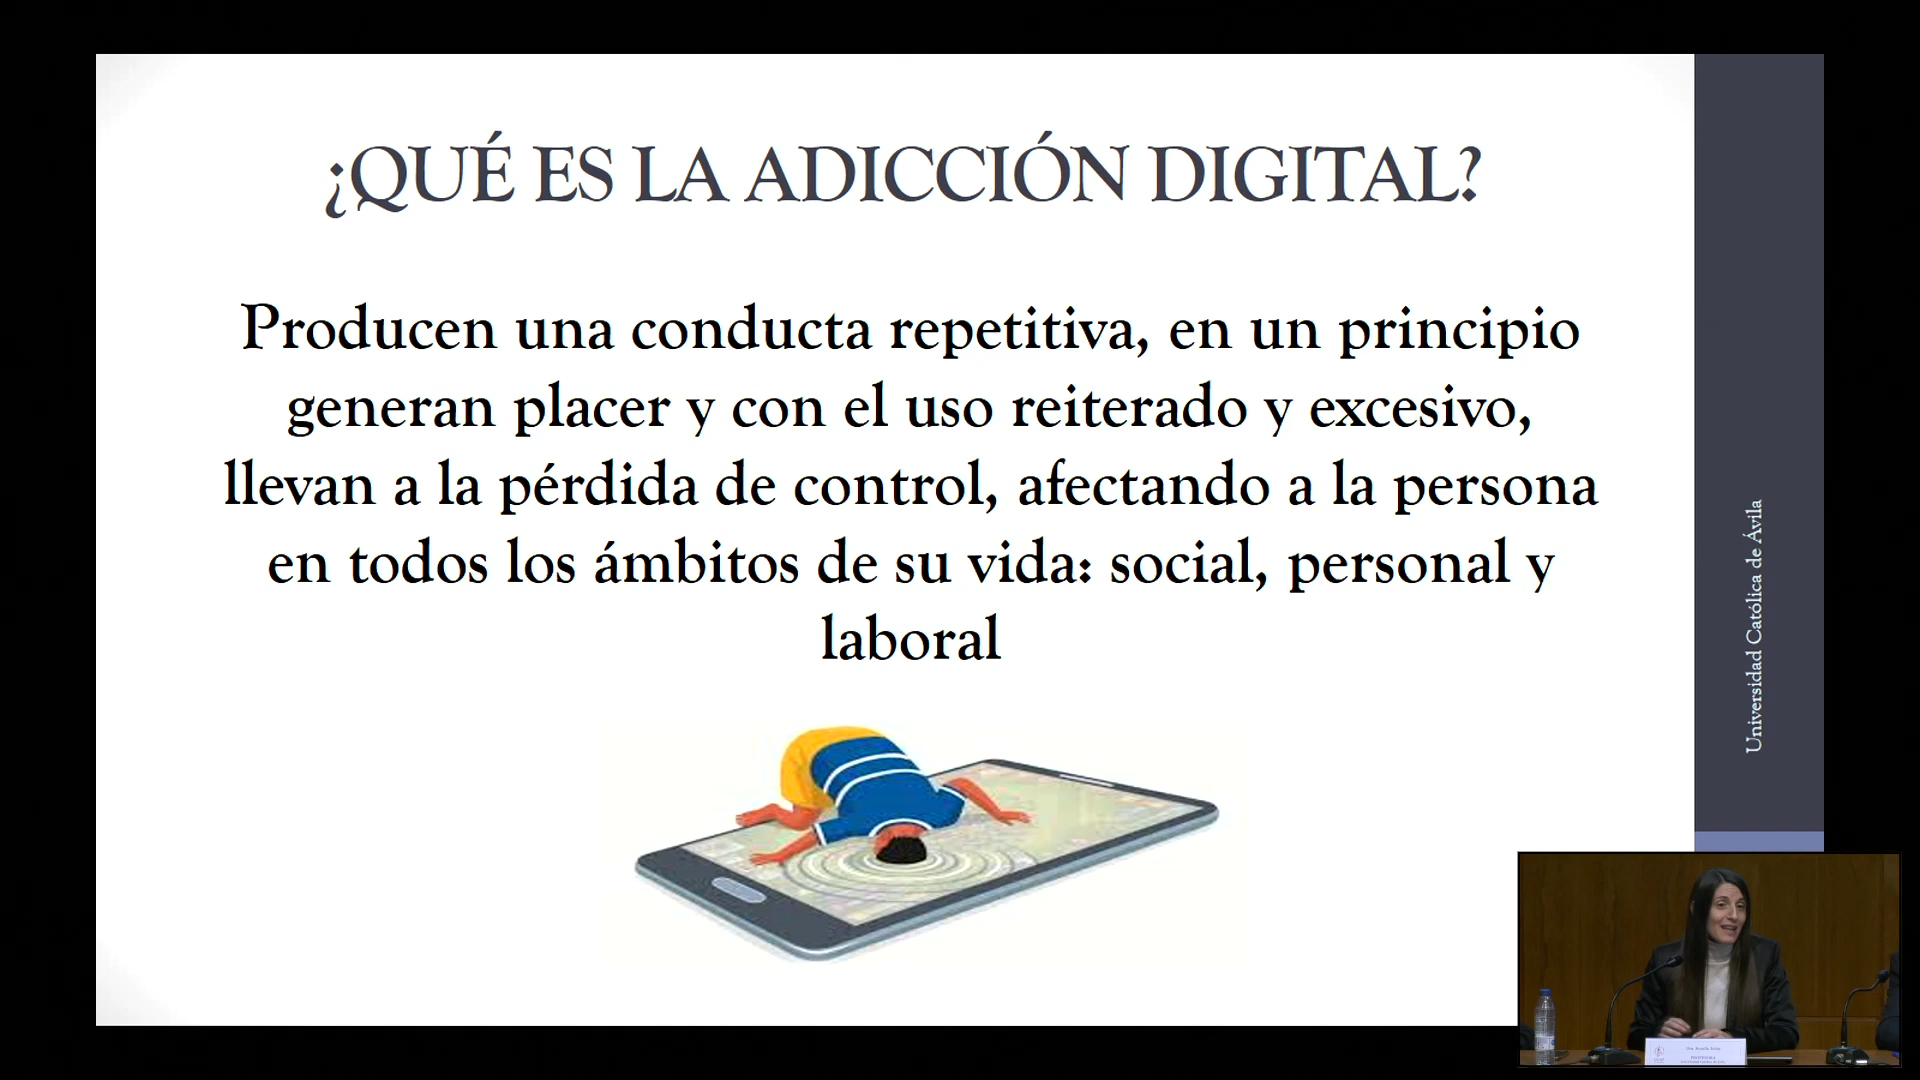 ¿QUÉ ES LA ADICCIÓN DIGITAL?
Producen una conducta repetitiva, en un principio
generan placer y con el uso reiterado y excesivo,
llevan a la pérdida de control, afectando a la persona
en todos los ámbitos de su vida: social, personal y
laboral
Universidad Católica de Ávila